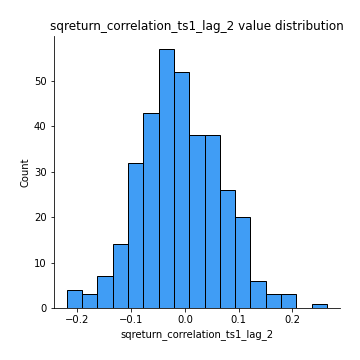 sqreturn_correlation_ts1_lag_2 value distribution
50
40
30
20
10
0
Count
−0.2 −0.1 0.0 0.1 0.2
sqreturn_correlation_ts1_lag_2